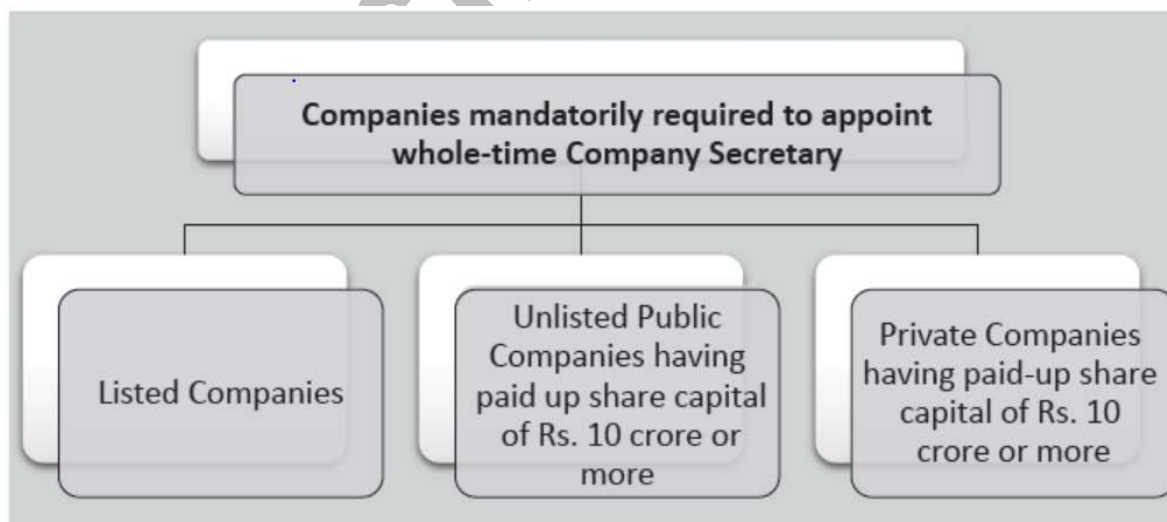 Companies mandatorily required to appoint
whole-time Company Secretary
Listed Companies
Unlisted Public
Companies having
paid up share capital
of Rs. 10 crore or
more
Private Companies
having paid-up share
capital of Rs. 10
crore or more